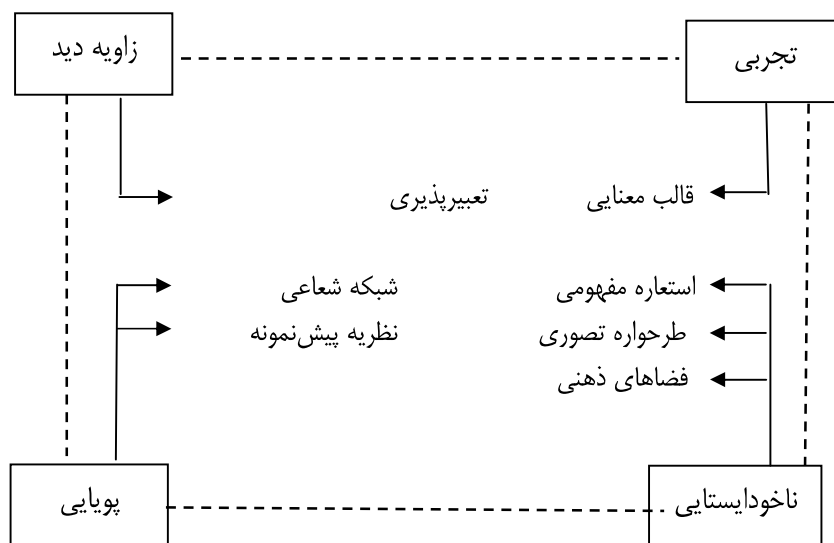 تجربی
زاویه دید
قالب معنایی
تعبیرپذیری
استعاره مفهومی
شبکه شعاعی
طرحواره تصوری
نظریه پیش‌نمونه
فضاهای ذهنی
ناخودایستایی
پویایی